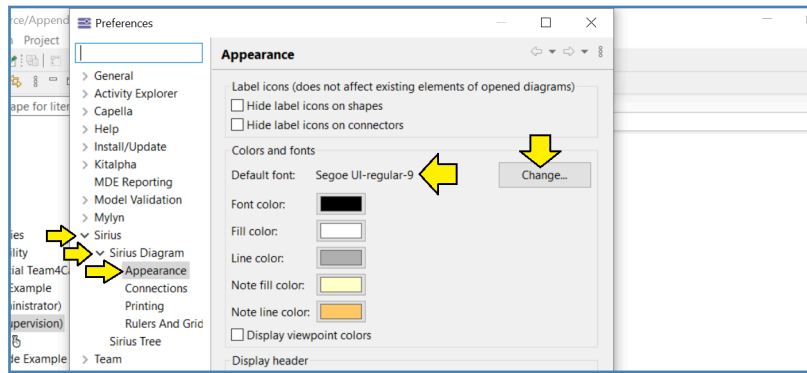 rce/Append
Project
ape for liter
ies
ility
ial Team4Ca
Example
inistrator)
upervision)
de Example
Preferences
General
Activity Explorer
Capella
Help
Install/Update
Kitalpha
MDE Reporting
Model Validation
Mylyn
Sirius
Sirius Diagram
Appearance
Connections
Printing
Rulers And Grid
Sirius Tree
Team
Appearance
Label icons (does not affect existing elements of opened diagrams)
Hide label icons on shapes
Hide label icons on connectors
Colors and fonts
Default font: Segoe UI-regular-9 Change...
Font color:
Fill color:
Line color:
Note fill color:
Note line color:
Display viewpoint colors
Display header